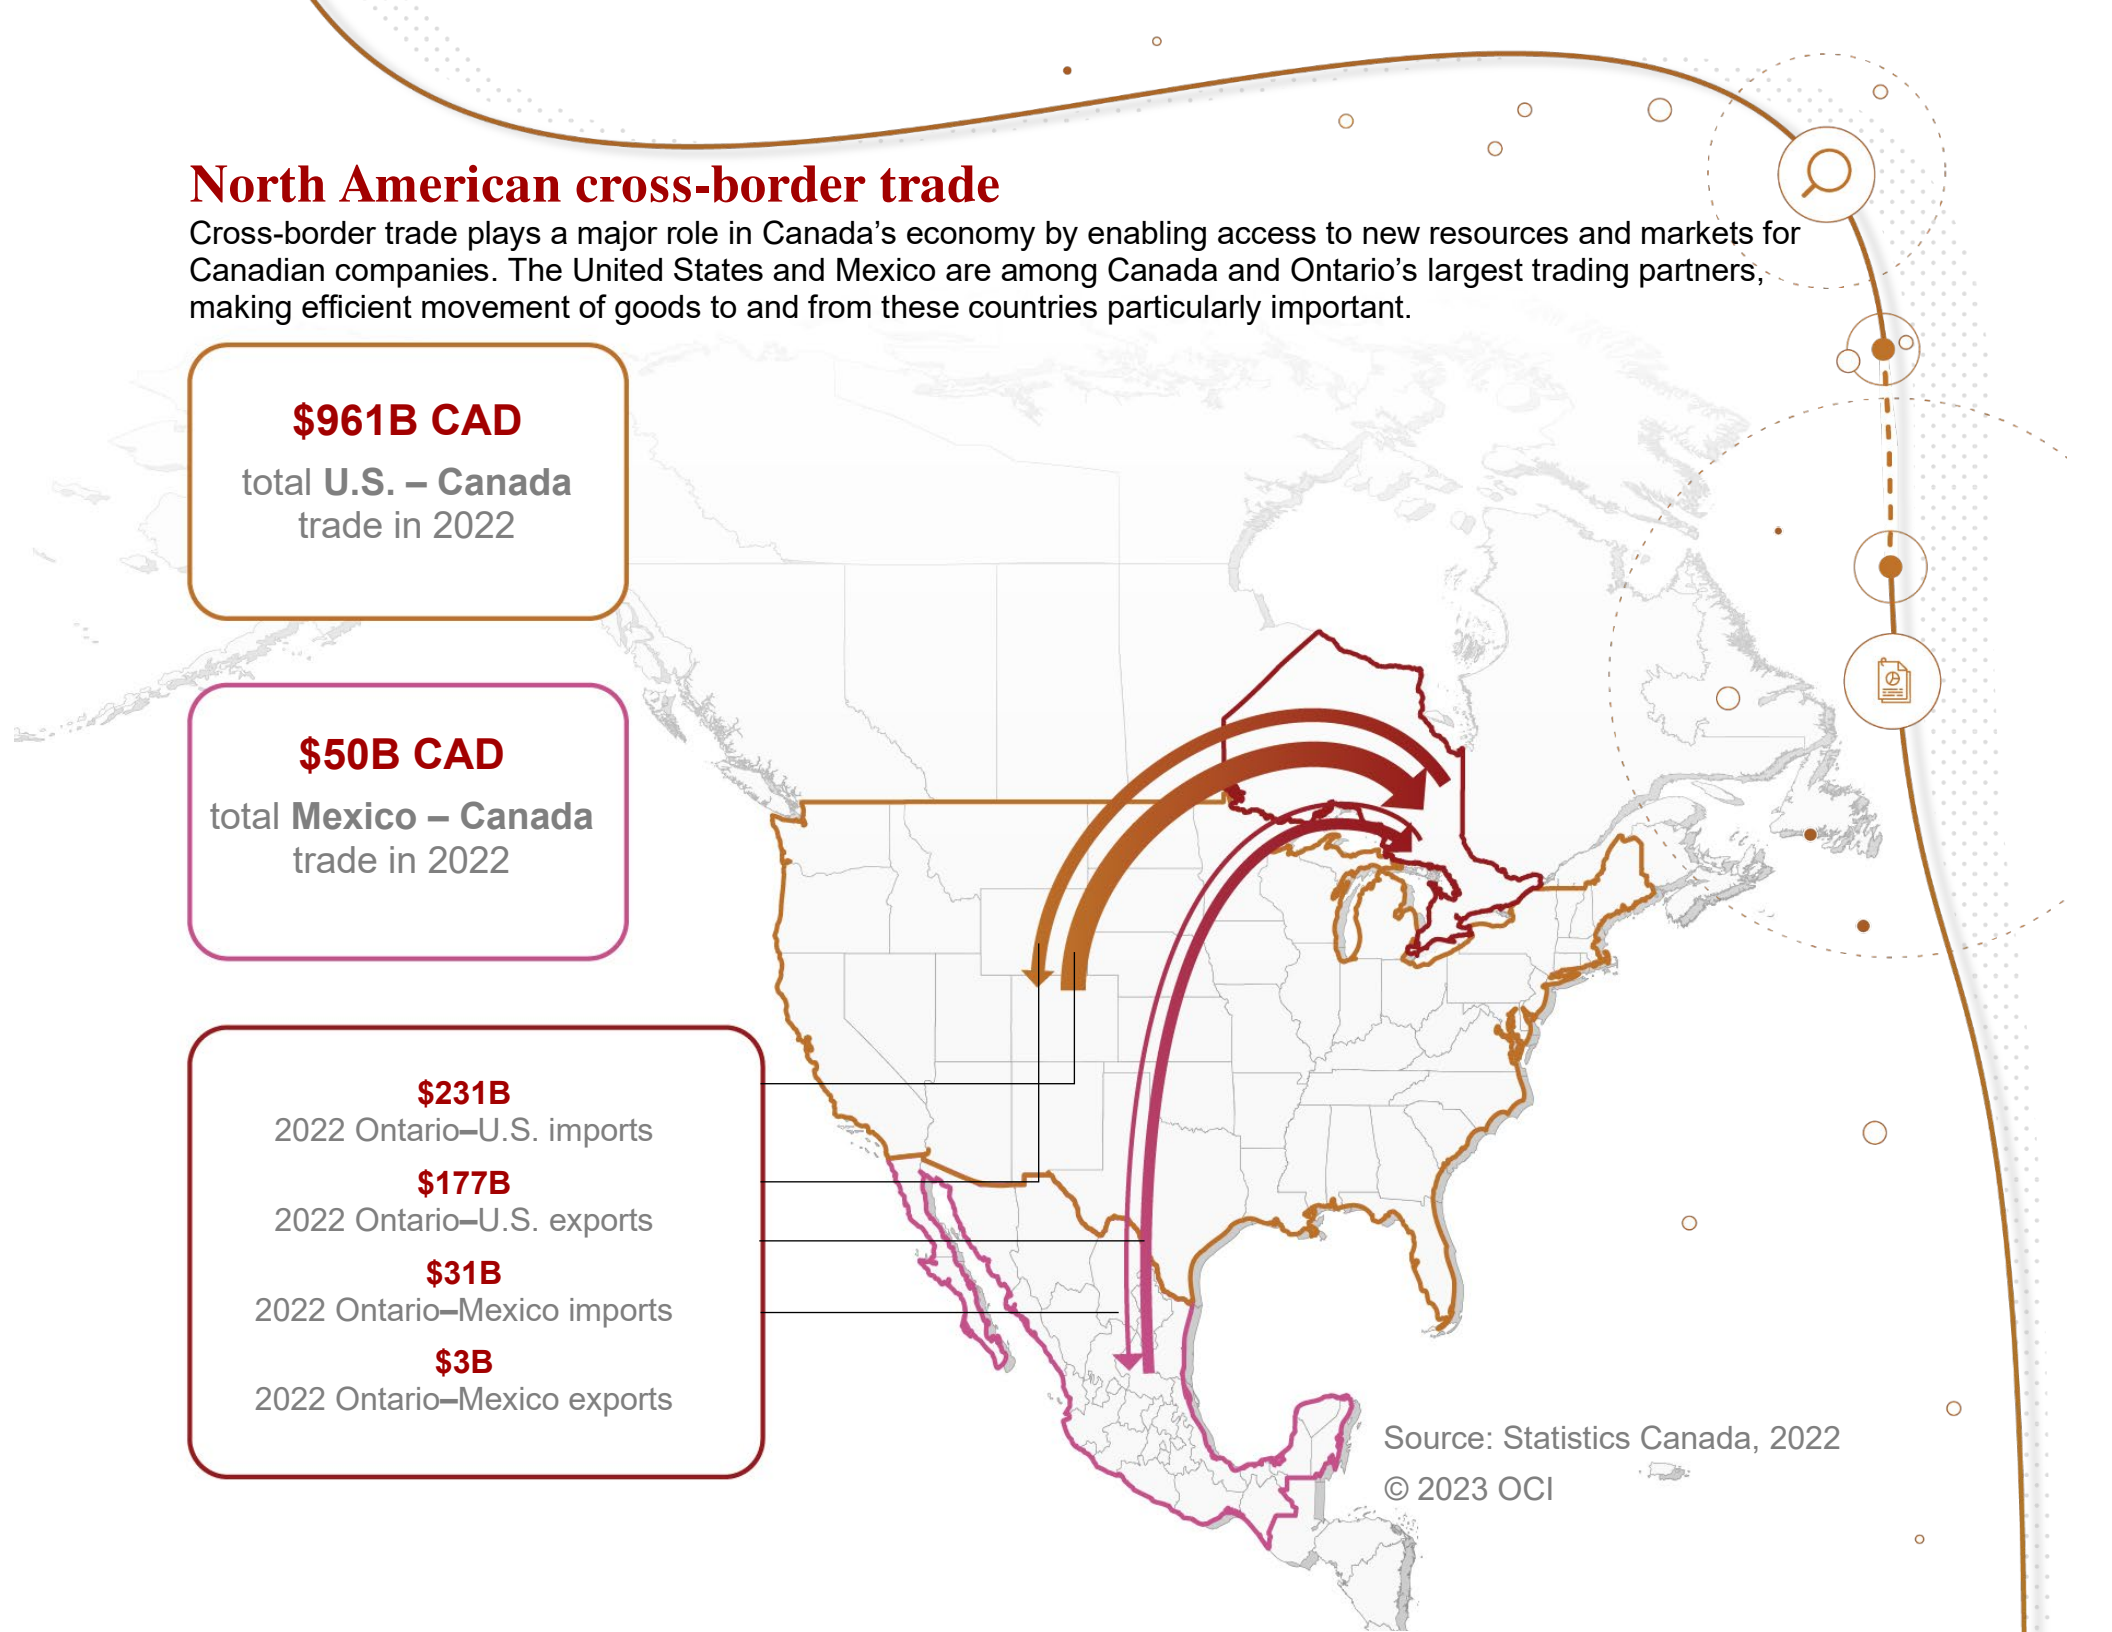 North American cross-border trade
Cross-border trade plays a major role in Canada’s economy by enabling access to new resources and markets for
Canadian companies. The United States and Mexico are among Canada and Ontario’s largest trading partners,
making efficient movement of goods to and from these countries particularly important.
$961B CAD
total U.S. – Canada
trade in 2022
$50B CAD
total Mexico – Canada
trade in 2022
$231B
2022 Ontario–U.S. imports
$177B
2022 Ontario–U.S. exports
$31B
2022 Ontario–Mexico imports
$3B
2022 Ontario–Mexico exports
Source: Statistics Canada, 2022
© 2023 OCI